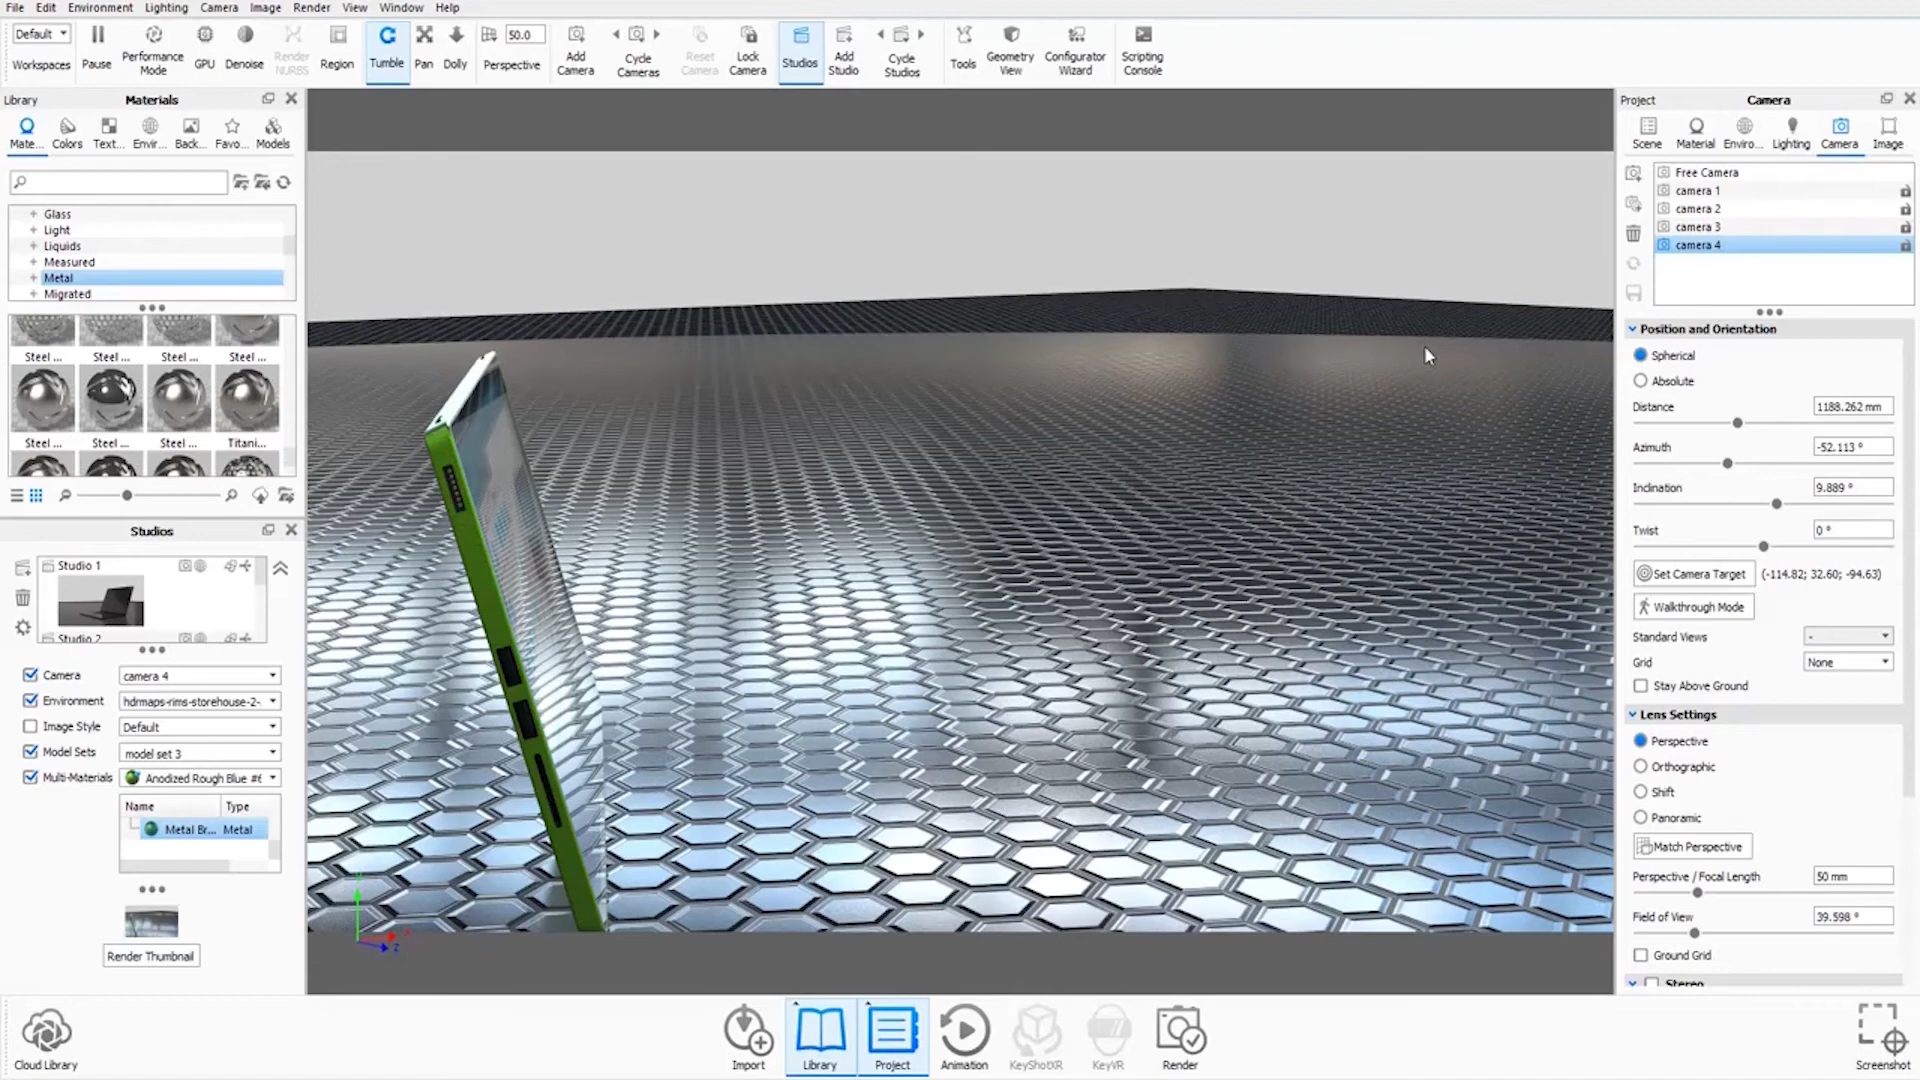 File Edit Environment Lighting Camera Image Render View Window Help
Default
50.0
Workspaces Pause Performance Mode GPU Denoise Render NURBS Region Tumble Pan Dolly Perspective Add Camera Cycle Cameras Reset Camera Lock Camera Studios Add Studio Cycle Studios Tools Geometry View Configurator Wizard Scripting Console
Library Materials
Mate... Colors Text... Envir... Back... Favo... Models
Glass
Light
Liquids
Measured
Metal
Migrated
Steel ... Steel ... Steel ... Steel ...
Steel ... Steel ... Steel ... Titani...
Studios
Studio 1
Studio 2
Camera camera 4
Environment hdrmaps-rims-storehouse-2-
Image Style Default
Model Sets model set 3
Multi-Materials Anodized Rough Blue #6
Name Type
Metal Br... Metal
Render Thumbnail
X
Z
Project Camera
Scene Material Enviro... Lighting Camera Image
Free Camera
camera 1
camera 2
camera 3
camera 4
Position and Orientation
Spherical
Absolute
Distance 1188.262 mm
Azimuth -52.113 °
Inclination 9.889 °
Twist 0 °
Set Camera Target (-114.82; 32.60; -94.63)
Walkthrough Mode
Standard Views -
Grid None
Stay Above Ground
Lens Settings
Perspective
Orthographic
Shift
Panoramic
Match Perspective
Perspective / Focal Length 50 mm
Field of View 39.598 °
Ground Grid
Stereo
Cloud Library Import Library Project Animation KeyShotXR KeyVR Render Screenshot